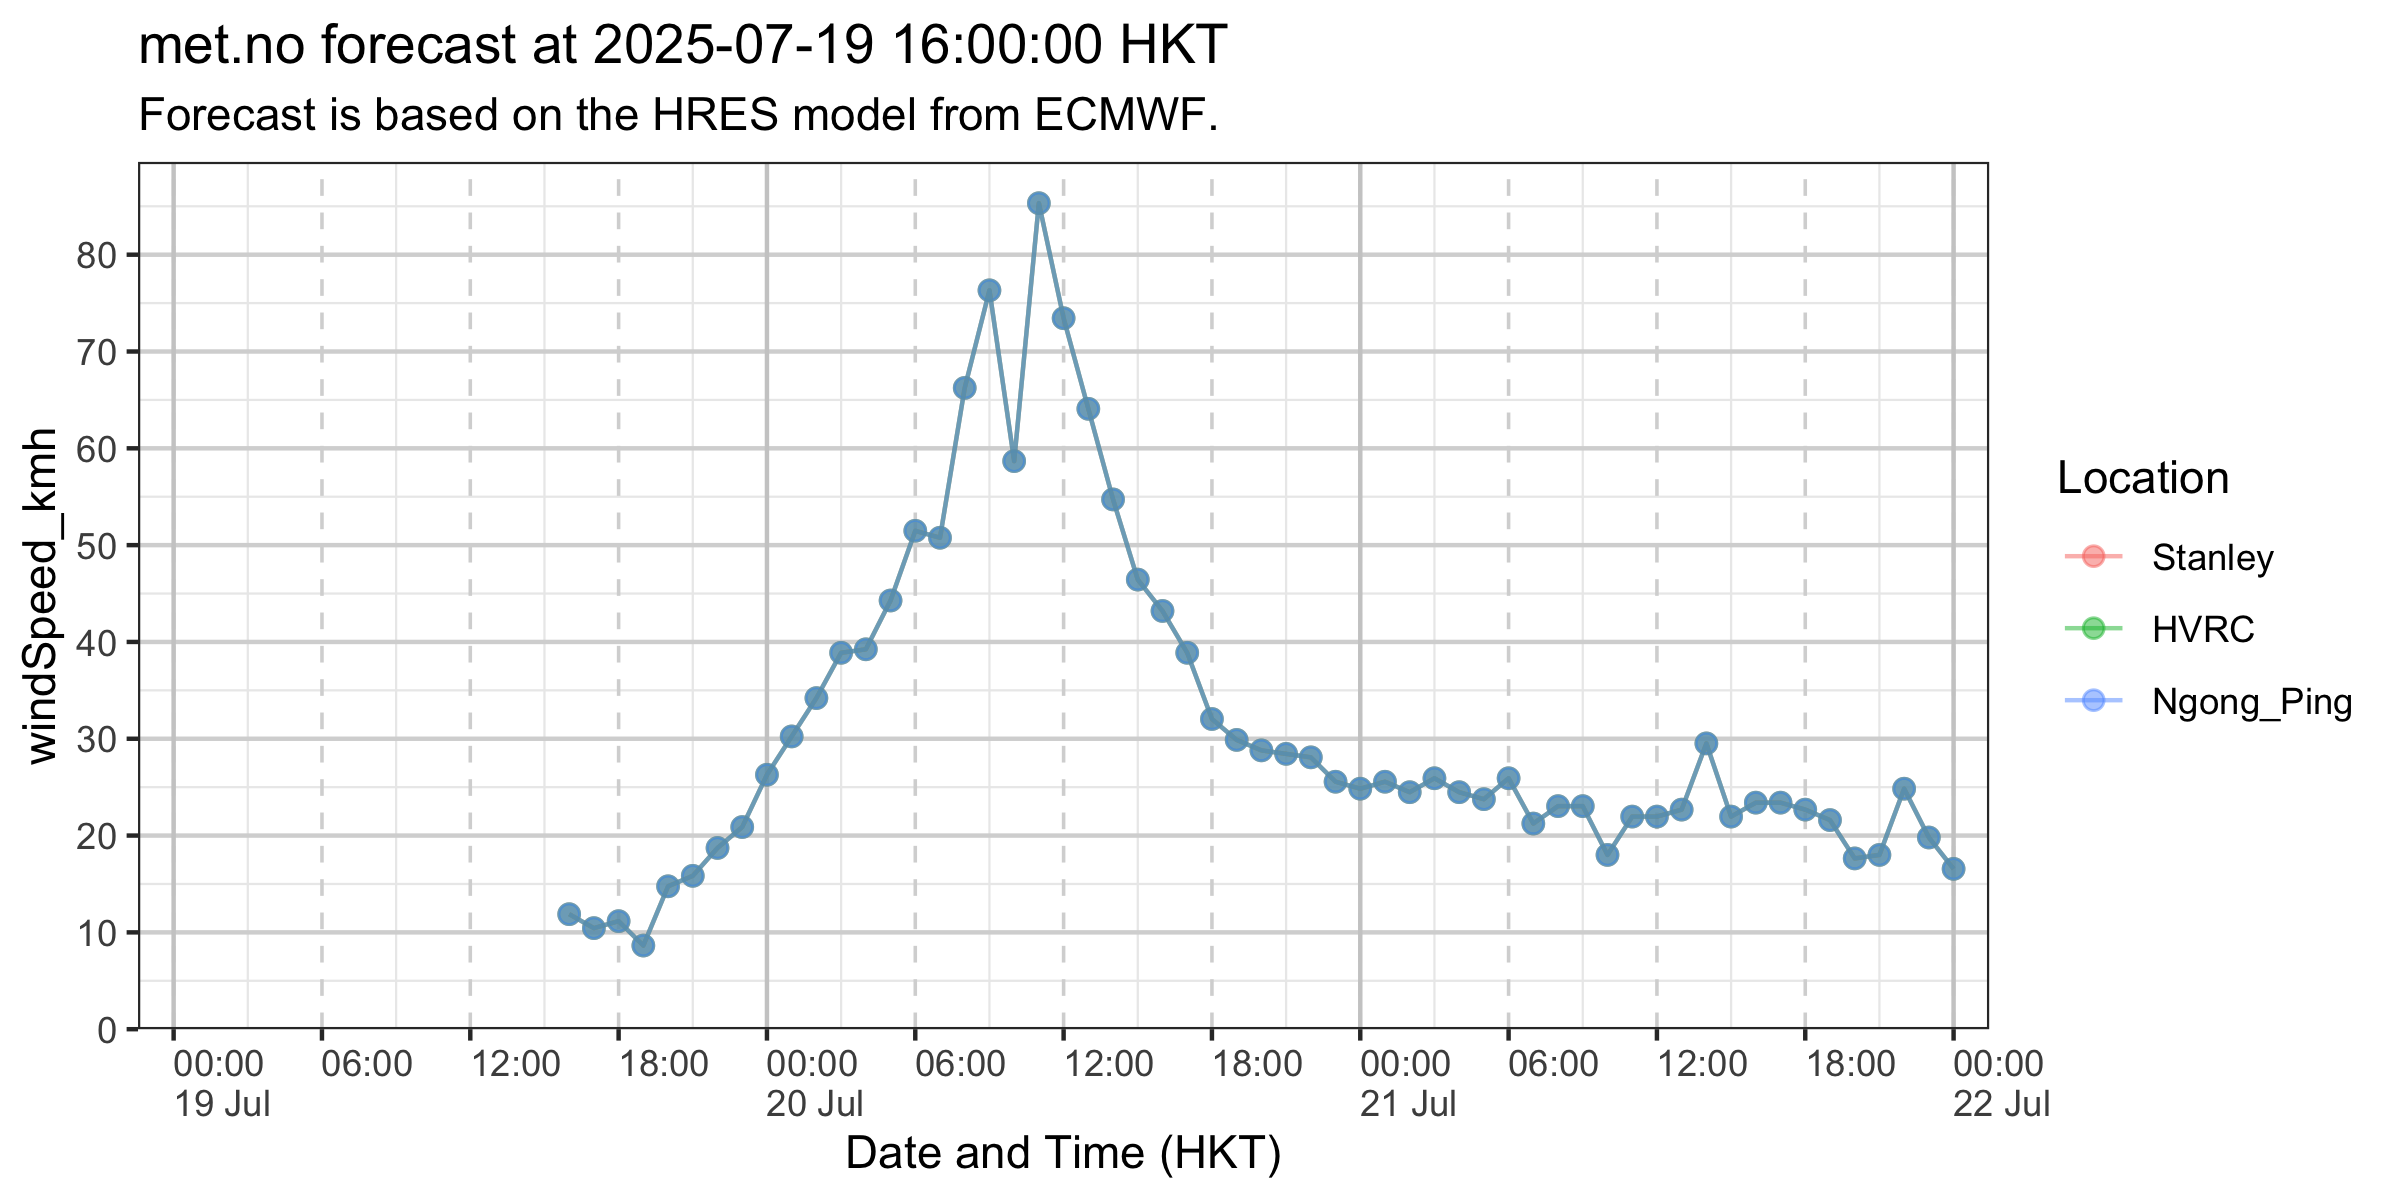 met.no forecast at 2025-07-19 16:00:00 HKT
Forecast is based on the HRES model from ECMWF.
windSpeed_kmh
80
70
60
50
40
30
20
10
0
00:00 06:00 12:00 18:00 00:00 06:00 12:00 18:00 00:00 06:00 12:00 18:00 00:00
19 Jul 20 Jul 21 Jul 22 Jul
Date and Time (HKT)
Location
Stanley
HVRC
Ngong_Ping